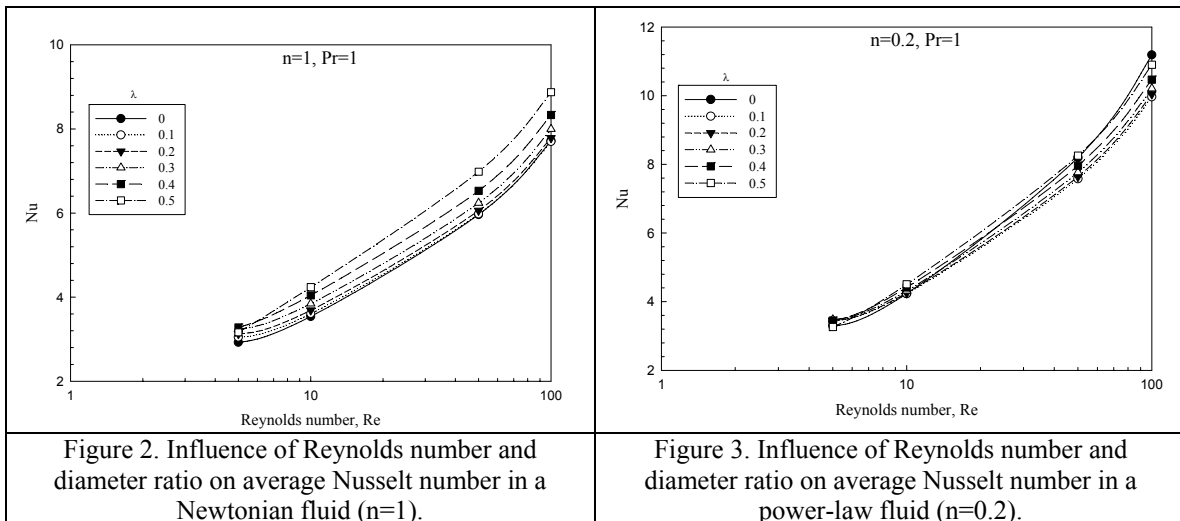 10
n=1, Pr=1
λ
0
0.1
0.2
0.3
0.4
0.5
8
6
4
2
Nu
1
10
100
Reynolds number, Re
Figure 2. Influence of Reynolds number and
diameter ratio on average Nusselt number in a
Newtonian fluid (n=1).
12
n=0.2, Pr=1
λ
0
0.1
0.2
0.3
0.4
0.5
10
8
6
4
2
Nu
1
10
100
Reynolds number, Re
Figure 3. Influence of Reynolds number and
diameter ratio on average Nusselt number in a
power-law fluid (n=0.2).